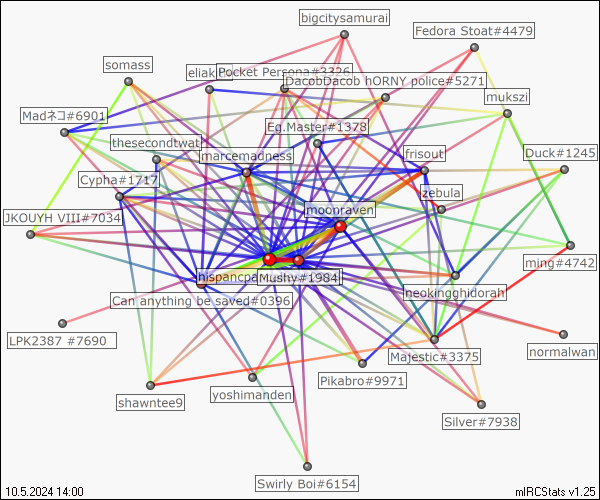 bigcitysamurai
Fedora Stoat#4479
somass
eliak
Pocket Persona#3326
DacobDacob hORNY police#5271
mukszi
Madネコ#6901
Eq.Master#1378
thesecondtwat
marcemadness
frisout
Duck#1245
Cypha#1717
zebula
JKOUYH VIII#7034
moonraven
ming#4742
hispancpa
Mushy#1984
neokingghidorah
Can anything be saved#0396
LPK2387 #7690
normalwan
Majestic#3375
Pikabro#9971
shawntee9
yoshimanden
Silver#7938
Swirly Boi#6154
10.5.2024 14:00
mIRCStats v1.25